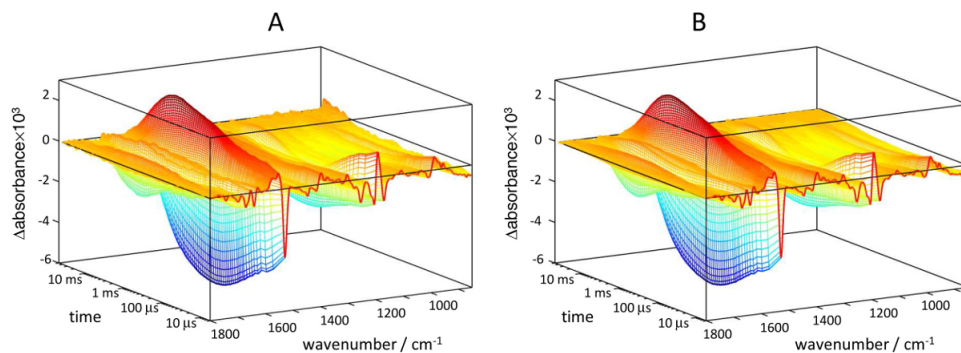 A
B
Δabsorbance×10³
2
0
-2
-4
-6
10 ms
1 ms
100 µs
10 µs
time
1800
1600
1400
1200
1000
wavenumber / cm⁻¹
Δabsorbance×10³
2
0
-2
-4
-6
10 ms
1 ms
100 µs
10 µs
time
1800
1600
1400
1200
1000
wavenumber / cm⁻¹